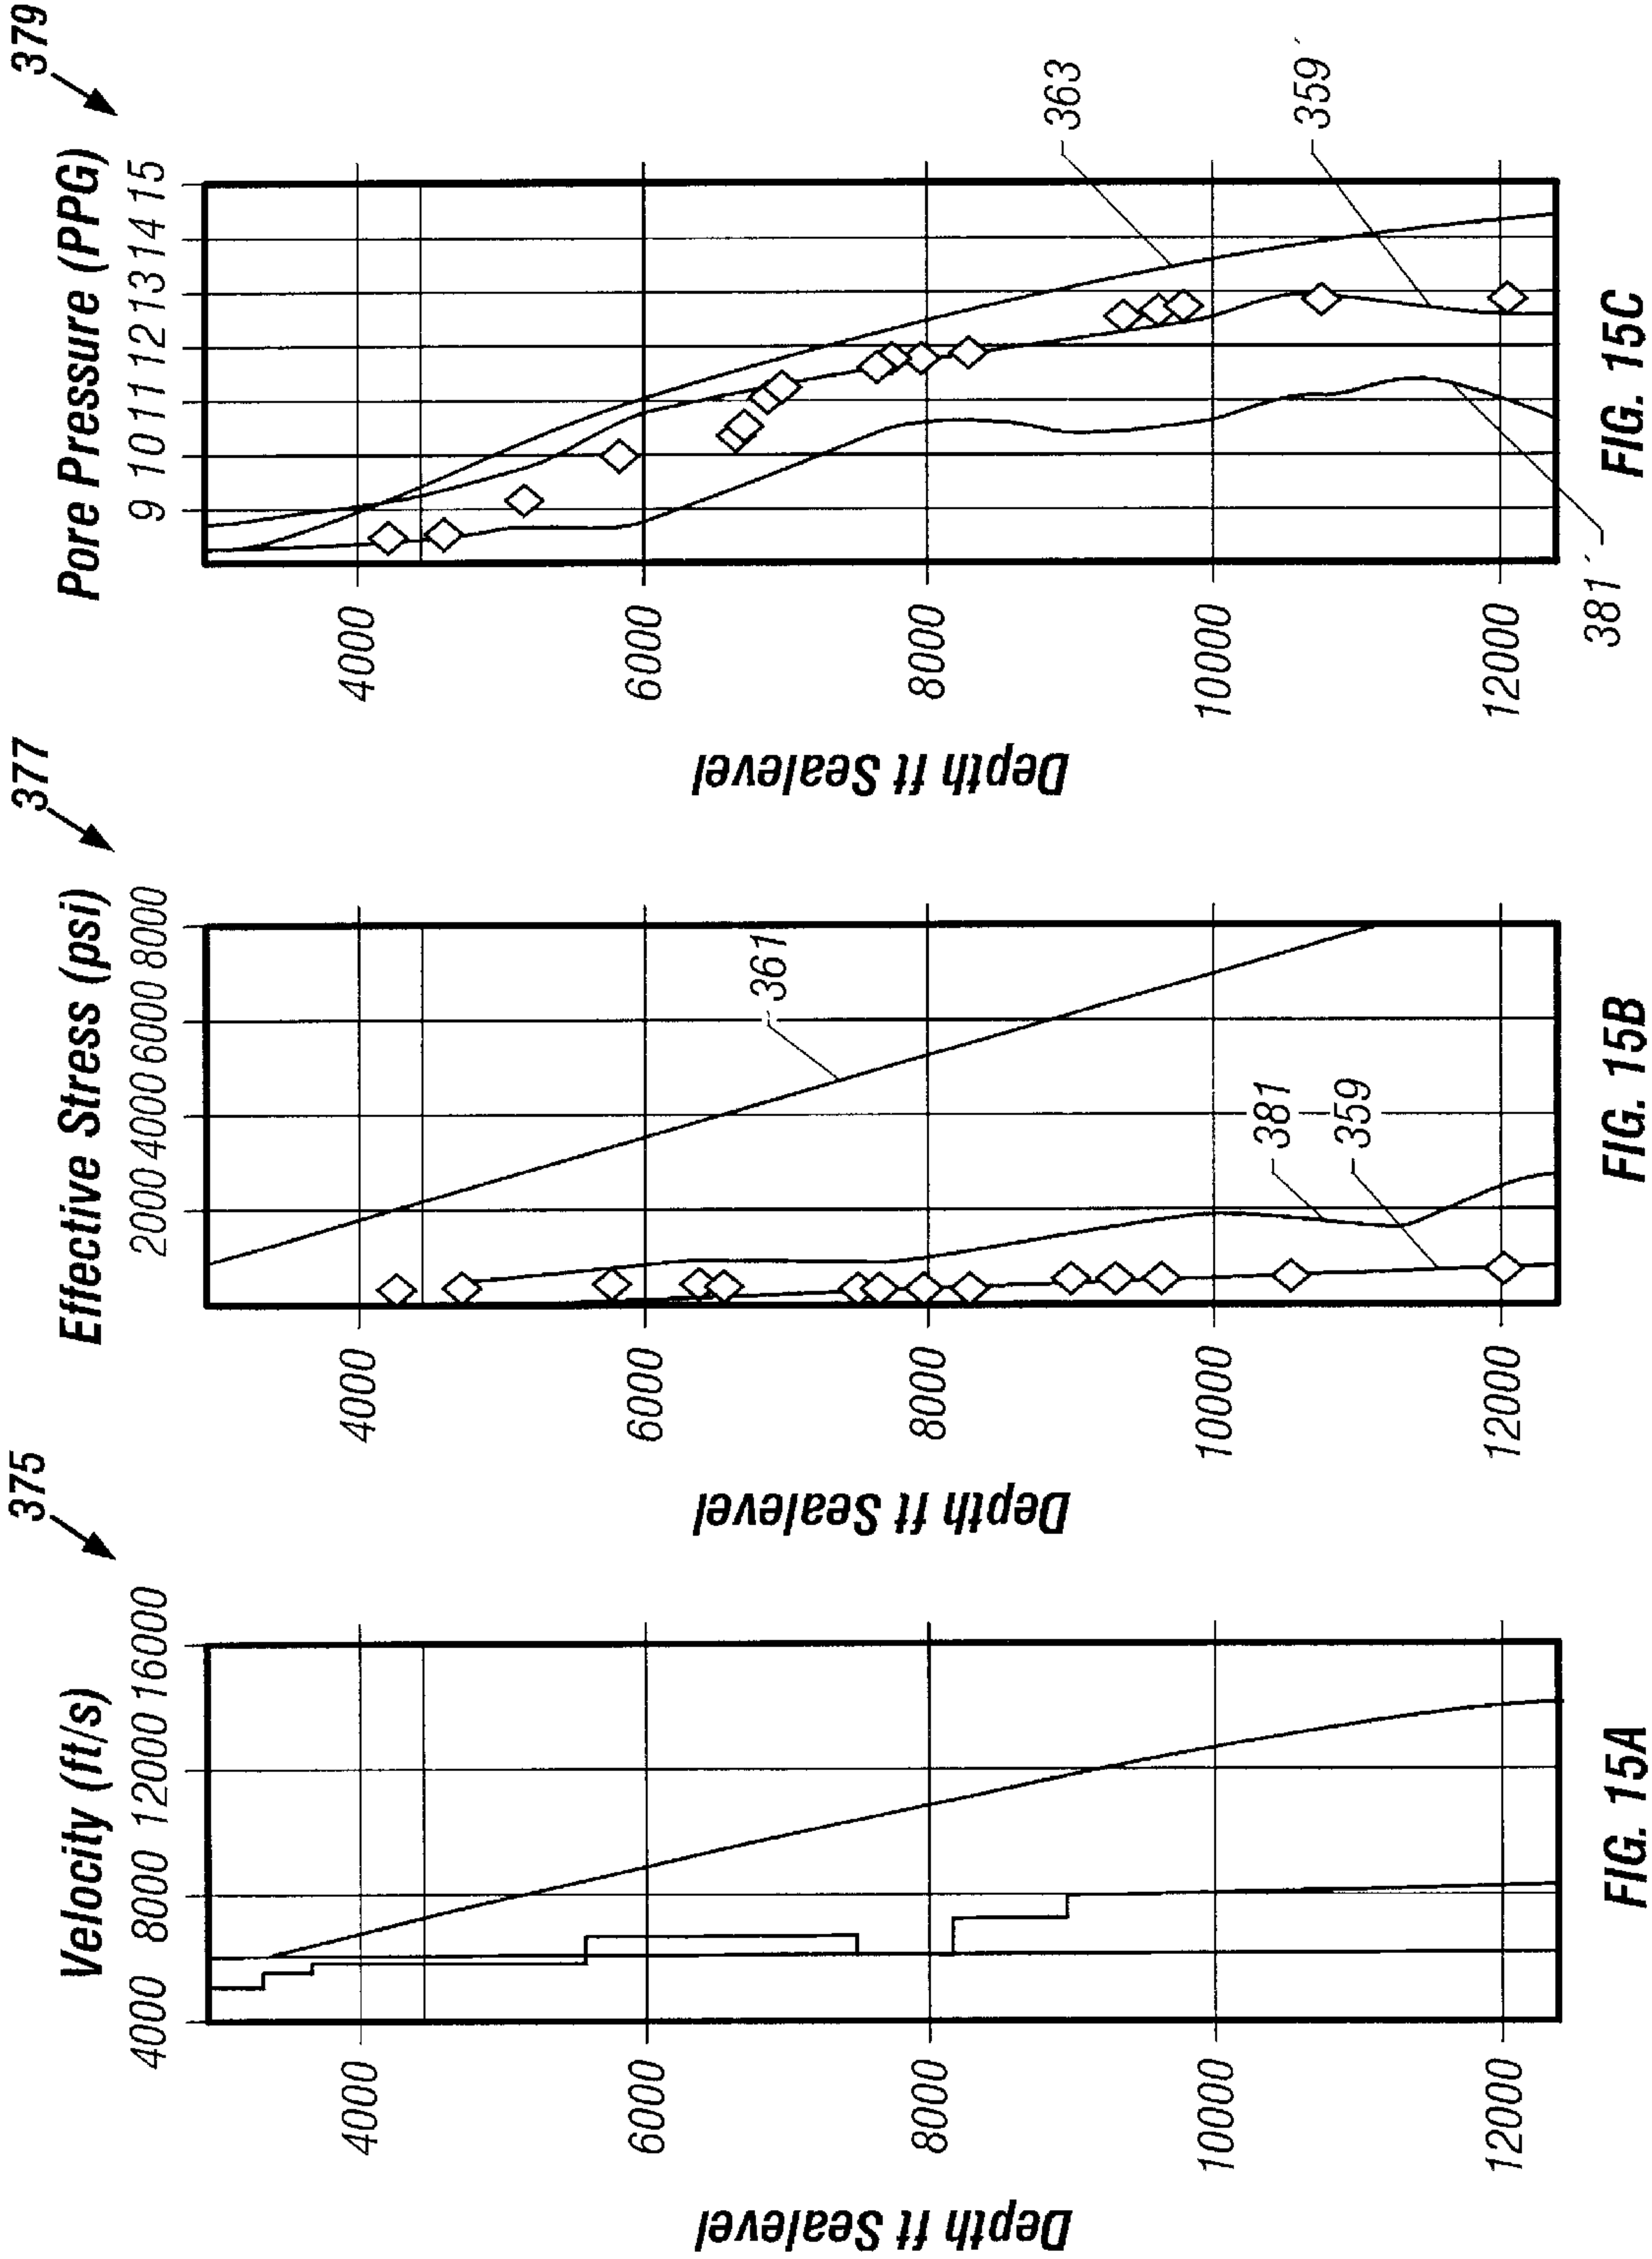 375
Velocity (ft/s)
4000 8000 12000 16000
Depth ft Sealevel
4000
6000
8000
10000
12000
FIG. 15A
377
Effective Stress (psi)
2000 4000 6000 8000
Depth ft Sealevel
4000
6000
8000
10000
12000
361
381
359
FIG. 15B
379
Pore Pressure (PPG)
9 10 11 12 13 14 15
Depth ft Sealevel
4000
6000
8000
10000
12000
363
359´
381´
FIG. 15C